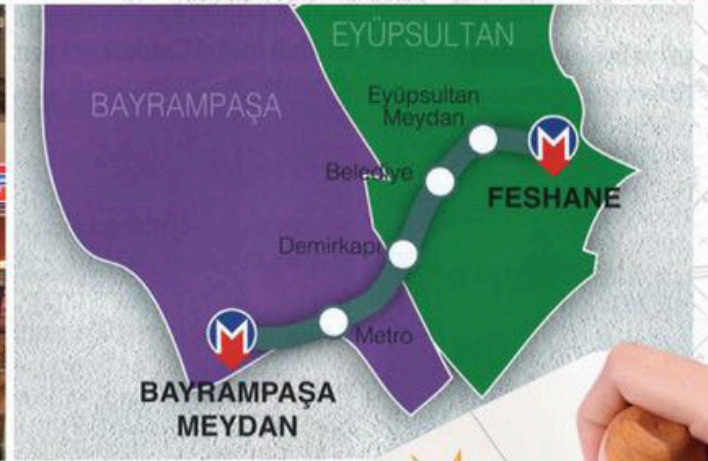 EYÜPSULTAN
BAYRAMPAŞA
Eyüpsultan
Meydan
M
Belediye
FESHANE
Demirkapı
M
Metro
BAYRAMPAŞA
MEYDAN